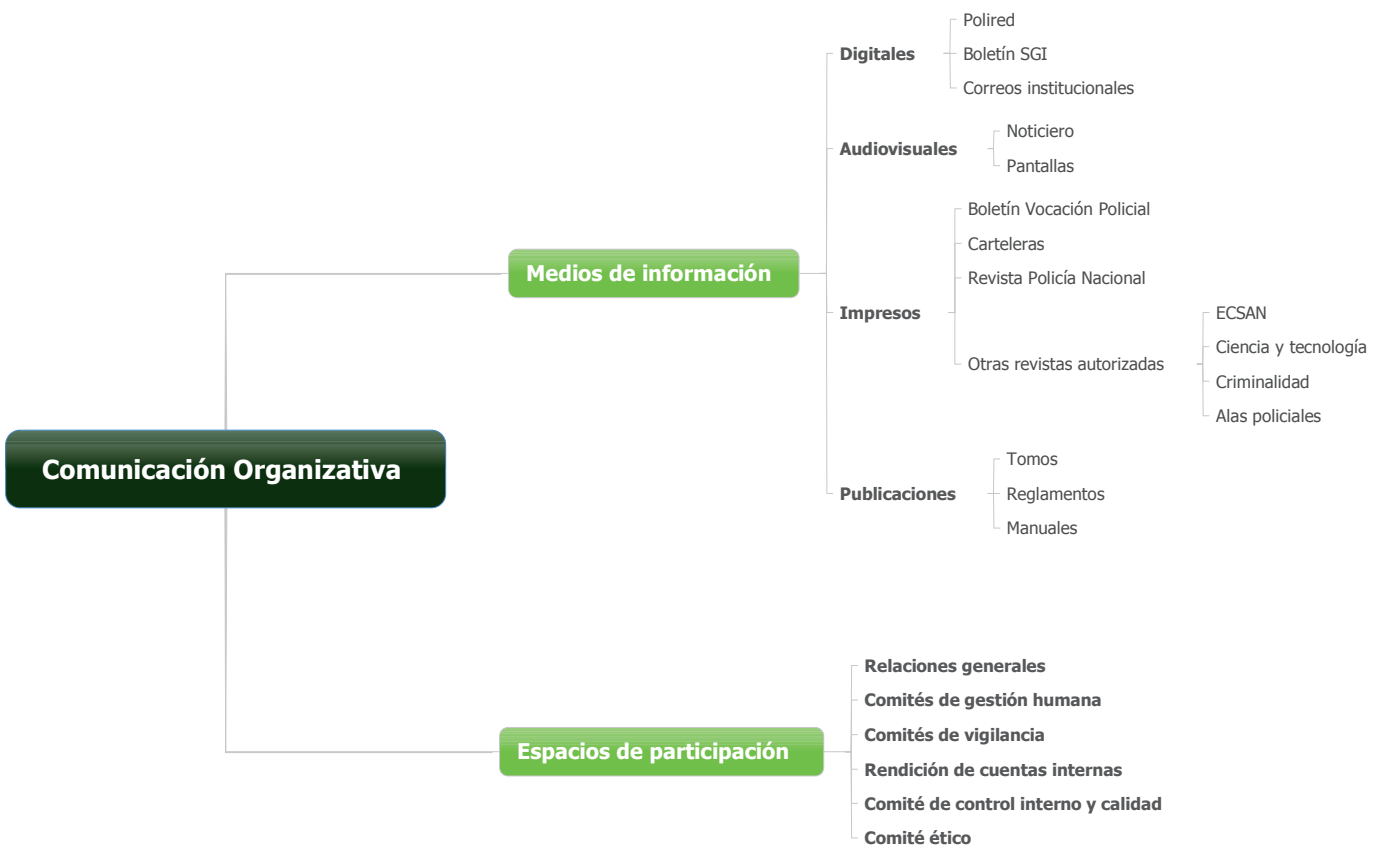 Comunicación Organizativa
Medios de información
Digitales
Polired
Boletín SGI
Correos institucionales
Audiovisuales
Noticiero
Pantallas
Impresos
Boletín Vocación Policial
Carteleras
Revista Policía Nacional
Otras revistas autorizadas
ECSAN
Ciencia y tecnología
Criminalidad
Alas policiales
Publicaciones
Tomos
Reglamentos
Manuales
Espacios de participación
Relaciones generales
Comités de gestión humana
Comités de vigilancia
Rendición de cuentas internas
Comité de control interno y calidad
Comité ético